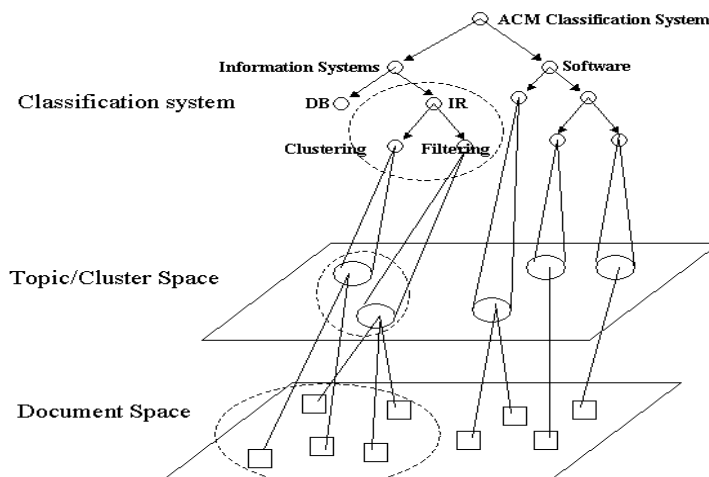 ACM Classification System
Information Systems
Software
Classification system
DB
IR
Clustering
Filtering
Topic/Cluster Space
Document Space